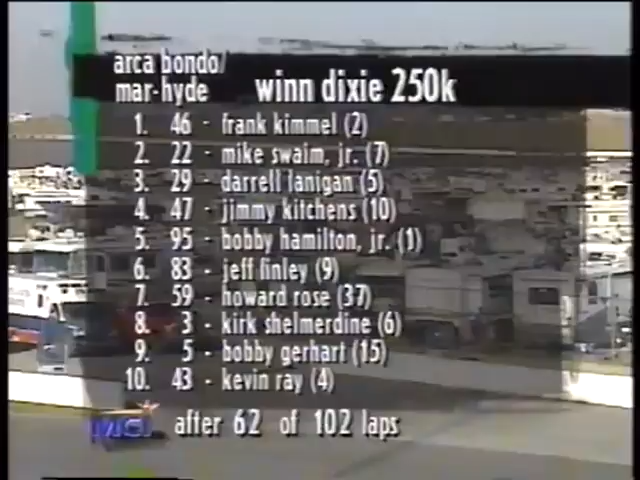 arca bondo/
mar-hyde
winn dixie 250k
1. 46 - frank kimmel (2)
2. 22 - mike swaim, jr. (7)
3. 29 - darrell lanigan (5)
4. 47 - jimmy kitchens (10)
5. 95 - bobby hamilton, jr. (1)
6. 83 - jeff finley (9)
7. 59 - howard rose (37)
8. 3 - kirk shelmerdine (6)
9. 5 - bobby gerhart (15)
10. 43 - kevin ray (4)
MCI after 62 of 102 laps